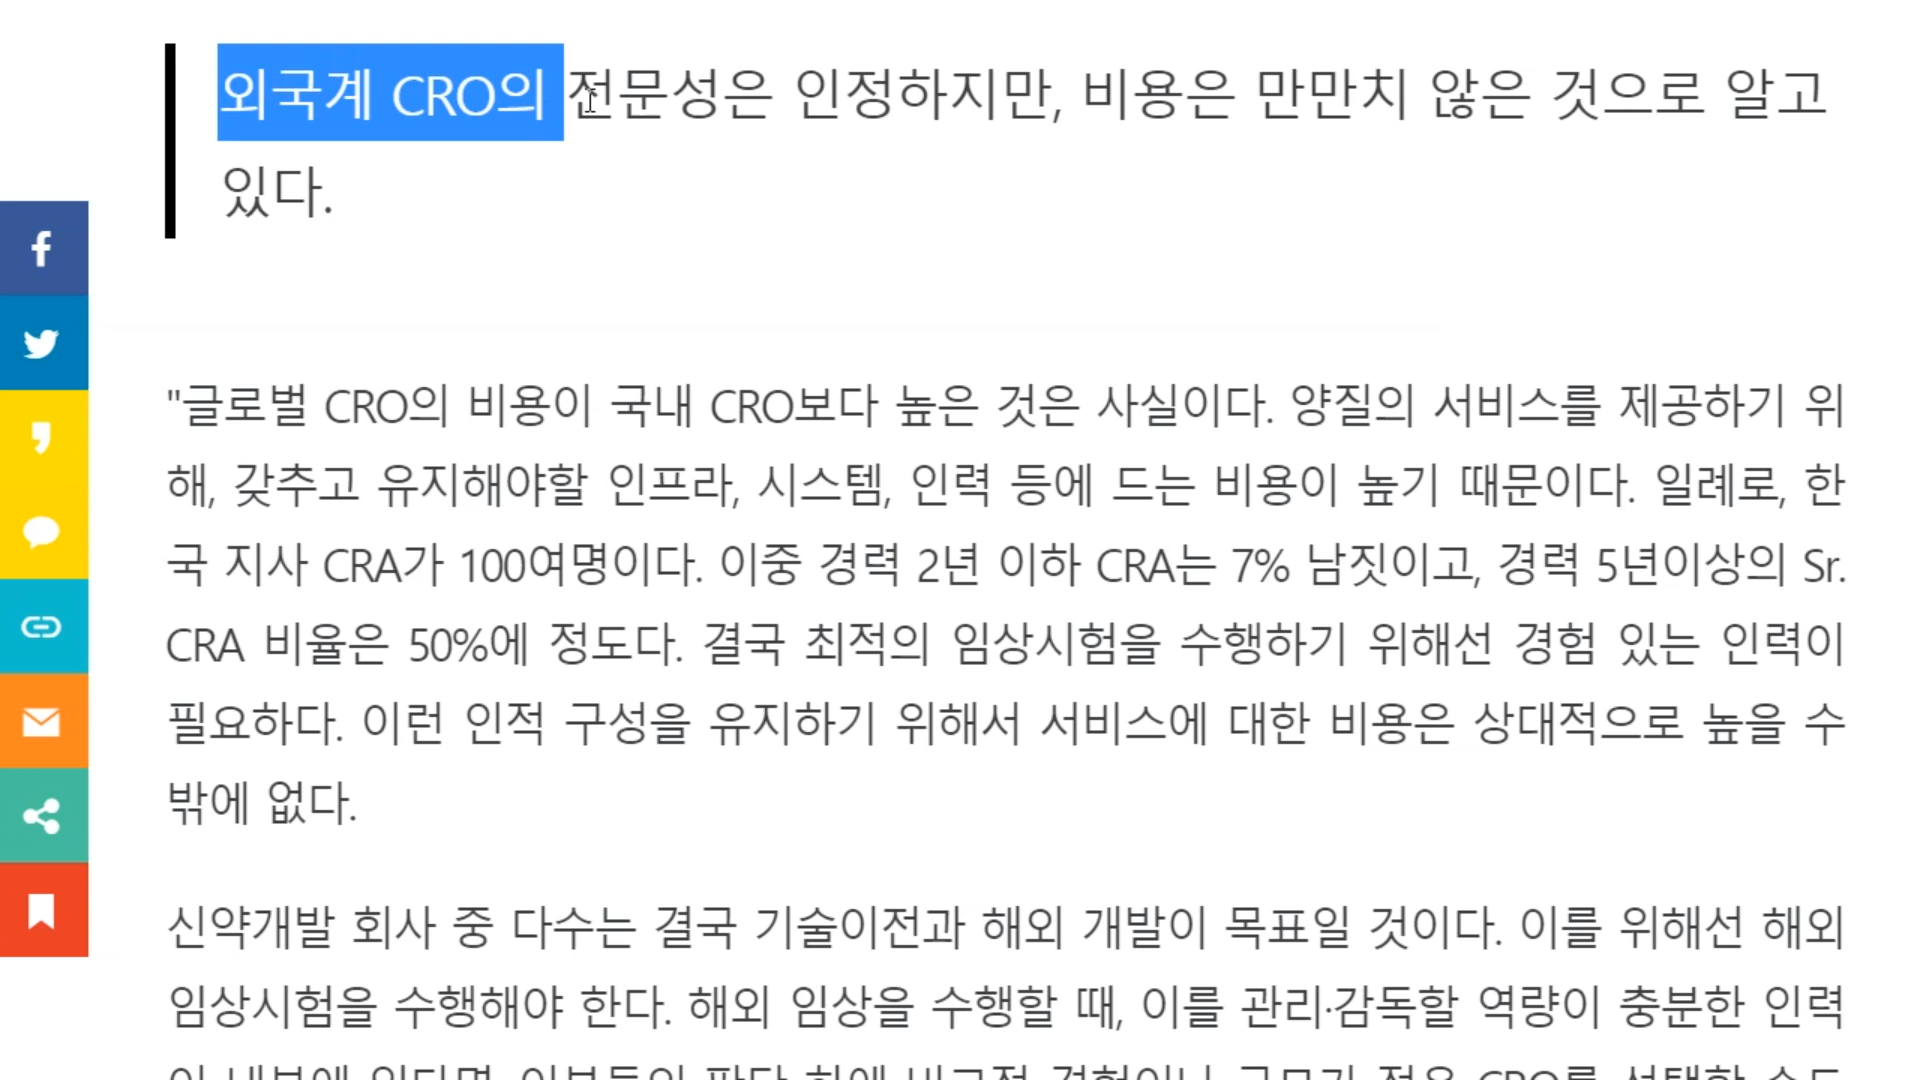 외국계 CRO의 전문성은 인정하지만, 비용은 만만치 않은 것으로 알고
있다.
"글로벌 CRO의 비용이 국내 CRO보다 높은 것은 사실이다. 양질의 서비스를 제공하기 위
해, 갖추고 유지해야할 인프라, 시스템, 인력 등에 드는 비용이 높기 때문이다. 일례로, 한
국 지사 CRA가 100여명이다. 이중 경력 2년 이하 CRA는 7% 남짓이고, 경력 5년이상의 Sr.
CRA 비율은 50%에 정도다. 결국 최적의 임상시험을 수행하기 위해선 경험 있는 인력이
필요하다. 이런 인적 구성을 유지하기 위해서 서비스에 대한 비용은 상대적으로 높을 수
밖에 없다.
신약개발 회사 중 다수는 결국 기술이전과 해외 개발이 목표일 것이다. 이를 위해선 해외
임상시험을 수행해야 한다. 해외 임상을 수행할 때, 이를 관리·감독할 역량이 충분한 인력